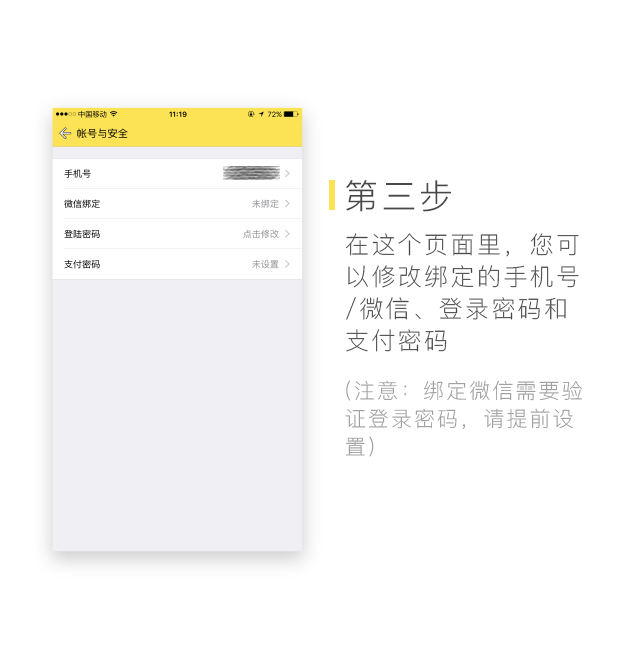 中国移动 11:19 72%
帐号与安全
手机号
微信绑定 未绑定
登陆密码 点击修改
支付密码 未设置
第三步
在这个页面里，您可
以修改绑定的手机号
/微信、登录密码和
支付密码
(注意：绑定微信需要验
证登录密码，请提前设
置)